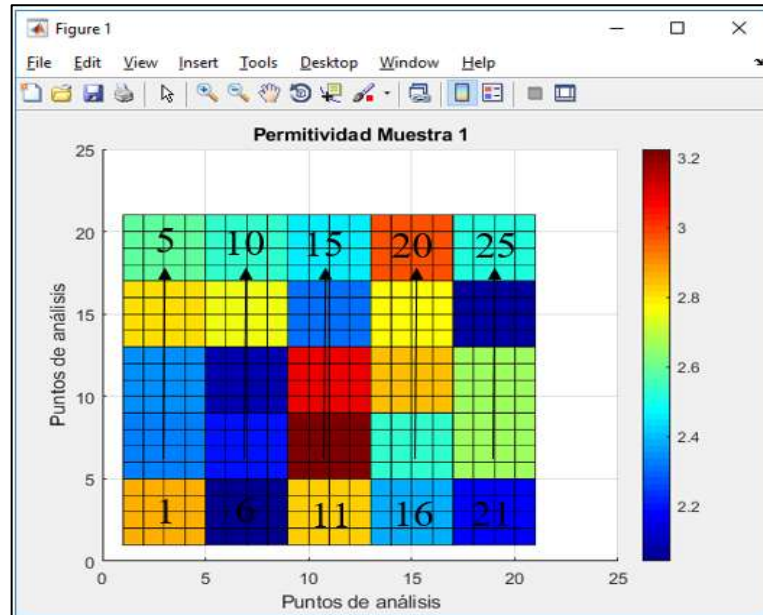 Figure 1
File Edit View Insert Tools Desktop Window Help
Permitividad Muestra 1
25
20
15
10
5
0
Puntos de análisis
5 10 15 20 25
1 6 11 16 21
0 5 10 15 20 25
Puntos de análisis
3.2
3
2.8
2.6
2.4
2.2